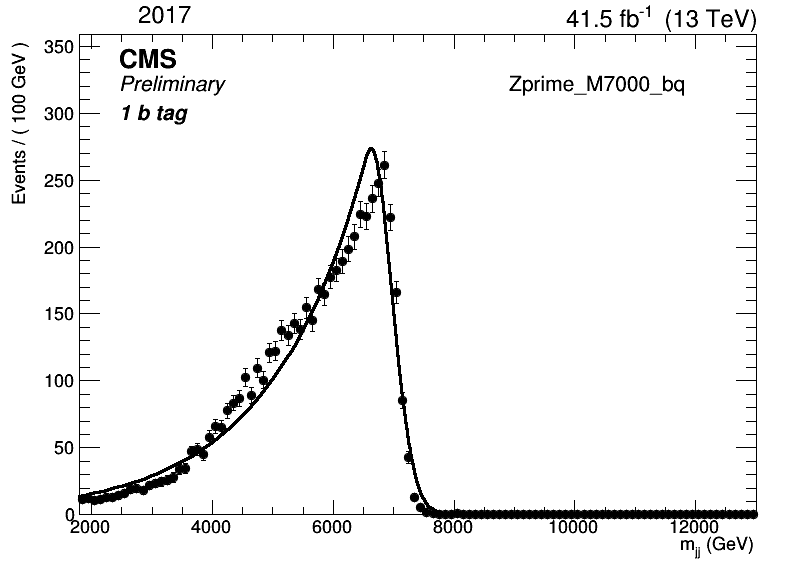 2017 41.5 fb-1 (13 TeV)
CMS
Preliminary
1 b tag
Zprime_M7000_bq
Events / ( 100 GeV )
350
300
250
200
150
100
50
0
2000 4000 6000 8000 10000 12000
mjj (GeV)